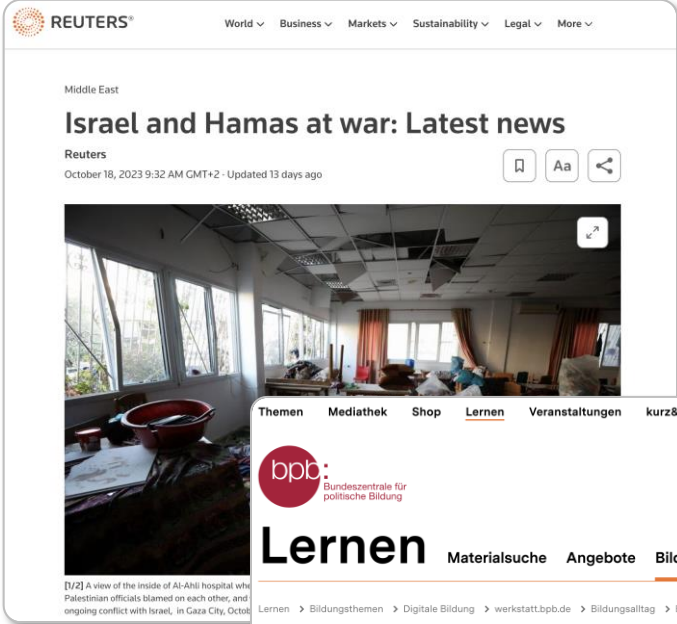 REUTERS®
World Business Markets Sustainability Legal More
Middle East
Israel and Hamas at war: Latest news
Reuters
October 18, 2023 9:32 AM GMT+2 · Updated 13 days ago
Aa
[1/2] A view of the inside of Al-Ahli hospital
Palestinian officials blamed on each other, and
ongoing conflict with Israel, in Gaza City,
Themen Mediathek Shop Lernen Veranstaltungen kurz&
bpb:
Bundeszentrale für
politische Bildung
Lernen Materialsuche Angebote
Lernen > Bildungsthemen > Digitale Bildung > werkstatt.bpb.de > Bildungsalltag >